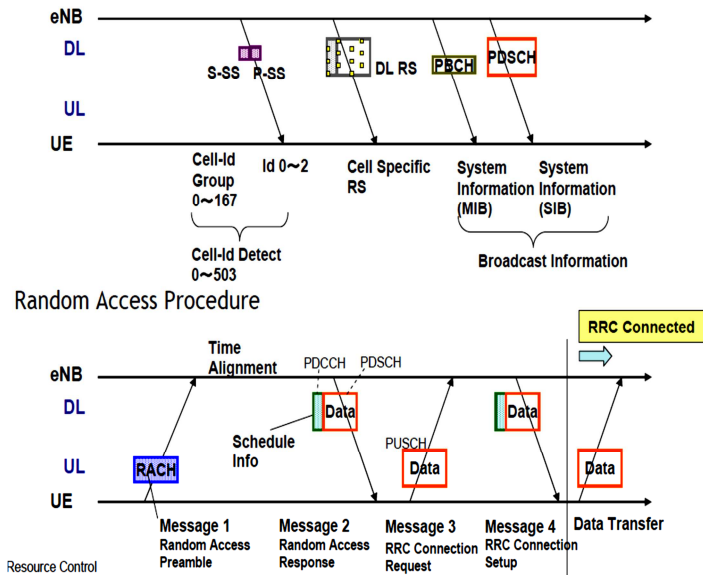 eNB
DL
S-SS P-SS
DL RS
PBCH
PDSCH
UL
UE
Cell-Id
Group
0~167
Id 0~2
Cell Specific
RS
System
Information
(MIB)
System
Information
(SIB)
Cell-Id Detect
0~503
Broadcast Information
Random Access Procedure
RRC Connected
Time
Alignment
eNB
PDCCH
PDSCH
DL
Data
Data
Schedule
Info
PUSCH
UL
RACH
Data
Data
UE
Message 1
Random Access
Preamble
Message 2
Random Access
Response
Message 3
RRC Connection
Request
Message 4
RRC Connection
Setup
Data Transfer
Resource Control